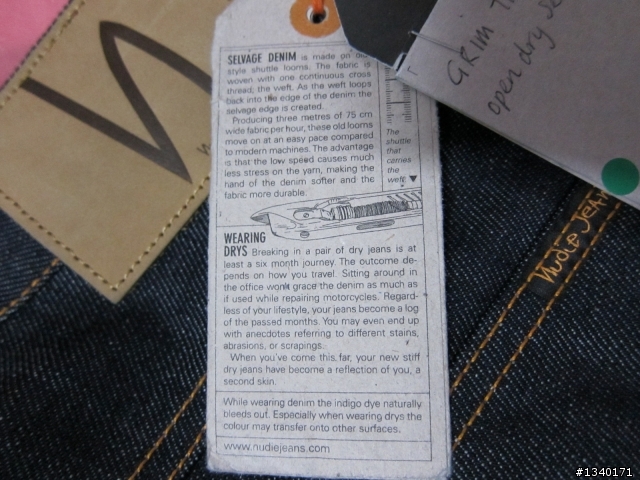 SELVAGE DENIM is made on
style shuttle looms. The fabric is
woven with one continuous cross
thread, the weft. As the weft loops
back into the edge of the denim the
selvage edge is created.
Producing three metres of 75 cm
wide fabric per hour, these old looms
move on at an easy pace compared
to modern machines. The advantage
is that the low speed causes much
less stress on the yarn, making the
hand of the denim softer and the
fabric more durable.
The
shuttle
that
carries
the
weft ▼
WEARING
DRYS Breaking in a pair of dry jeans is at
least a six month journey. The outcome de-
pends on how you travel. Sitting around in
the office won't grace the denim as much as
if used while repairing motorcycles. Regard-
less of your lifestyle, your jeans become a log
of the passed months. You may even end up
with anecdotes referring to different stains,
abrasions, or scrapings.
When you've come this far, your new stiff
dry jeans have become a reflection of you, a
second skin.
While wearing denim the indigo dye naturally
bleeds out. Especially when wearing drys the
colour may transfer onto other surfaces.
www.nudiejeans.com
GRIM
open dry
Nudie Jeans
n
#1340171